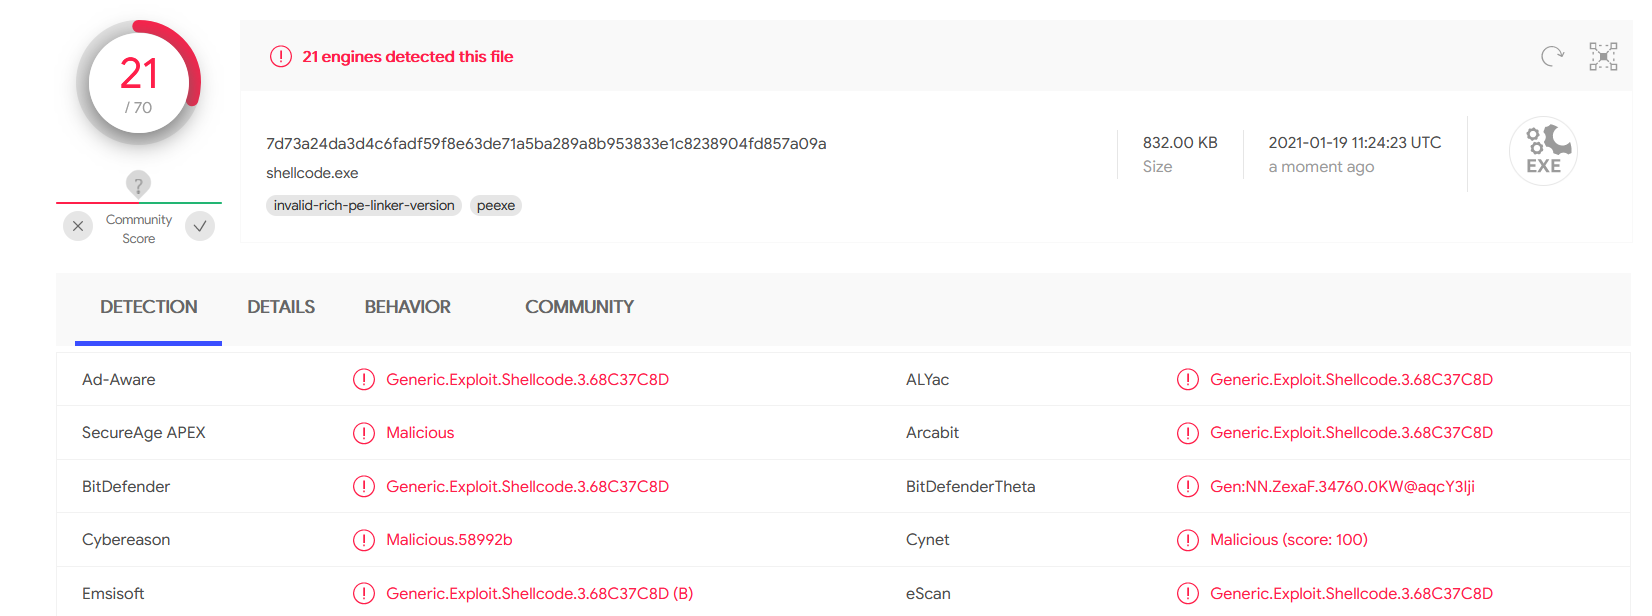 21
/ 70
?
Community
Score
21 engines detected this file
7d73a24da3d4c6fadf59f8e63de71a5ba289a8b953833e1c8238904fd857a09a
shellcode.exe
invalid-rich-pe-linker-version peexe
832.00 KB
Size
2021-01-19 11:24:23 UTC
a moment ago
EXE
DETECTION DETAILS BEHAVIOR COMMUNITY
Ad-Aware Generic.Exploit.Shellcode.3.68C37C8D ALYac Generic.Exploit.Shellcode.3.68C37C8D
SecureAge APEX Malicious Arcabit Generic.Exploit.Shellcode.3.68C37C8D
BitDefender Generic.Exploit.Shellcode.3.68C37C8D BitDefenderTheta Gen:NN.ZexaF.34760.0KW@aqcY3lji
Cybereason Malicious.58992b Cynet Malicious (score: 100)
Emsisoft Generic.Exploit.Shellcode.3.68C37C8D (B) eScan Generic.Exploit.Shellcode.3.68C37C8D